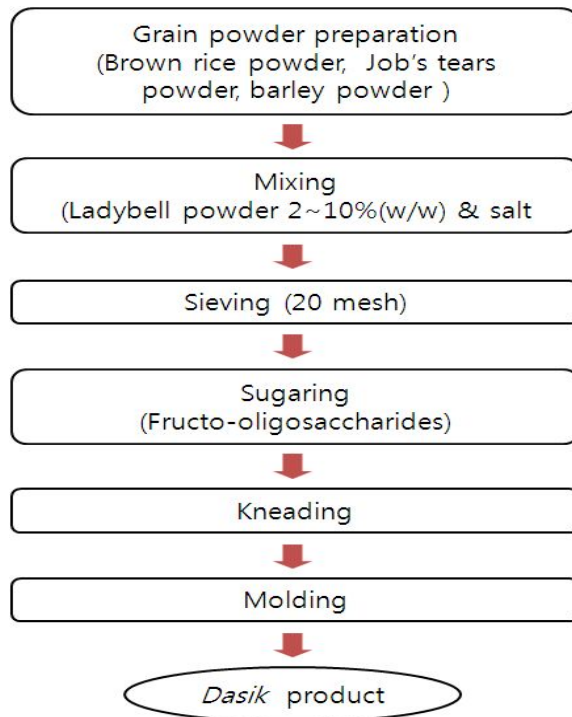 Grain powder preparation
(Brown rice powder, Job's tears
powder, barley powder )
Mixing
(Ladybell powder 2~10%(w/w) & salt
Sieving (20 mesh)
Sugaring
(Fructo-oligosaccharides)
Kneading
Molding
Dasik product